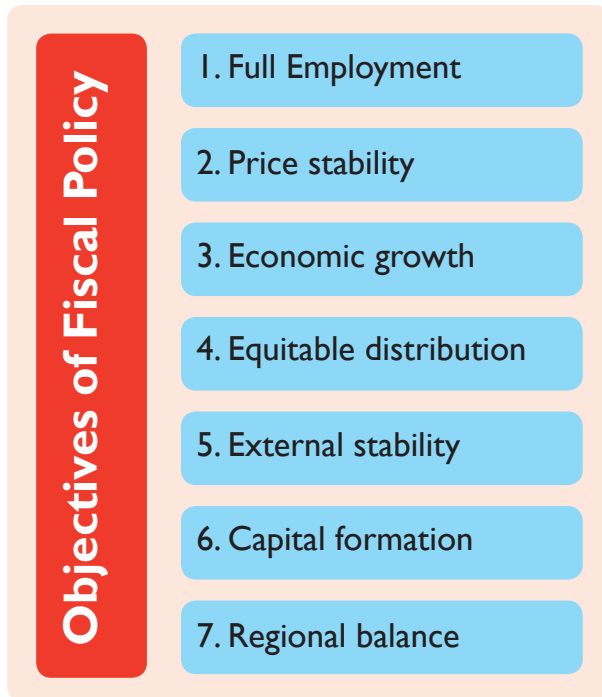 Objectives of Fiscal Policy
1. Full Employment
2. Price stability
3. Economic growth
4. Equitable distribution
5. External stability
6. Capital formation
7. Regional balance